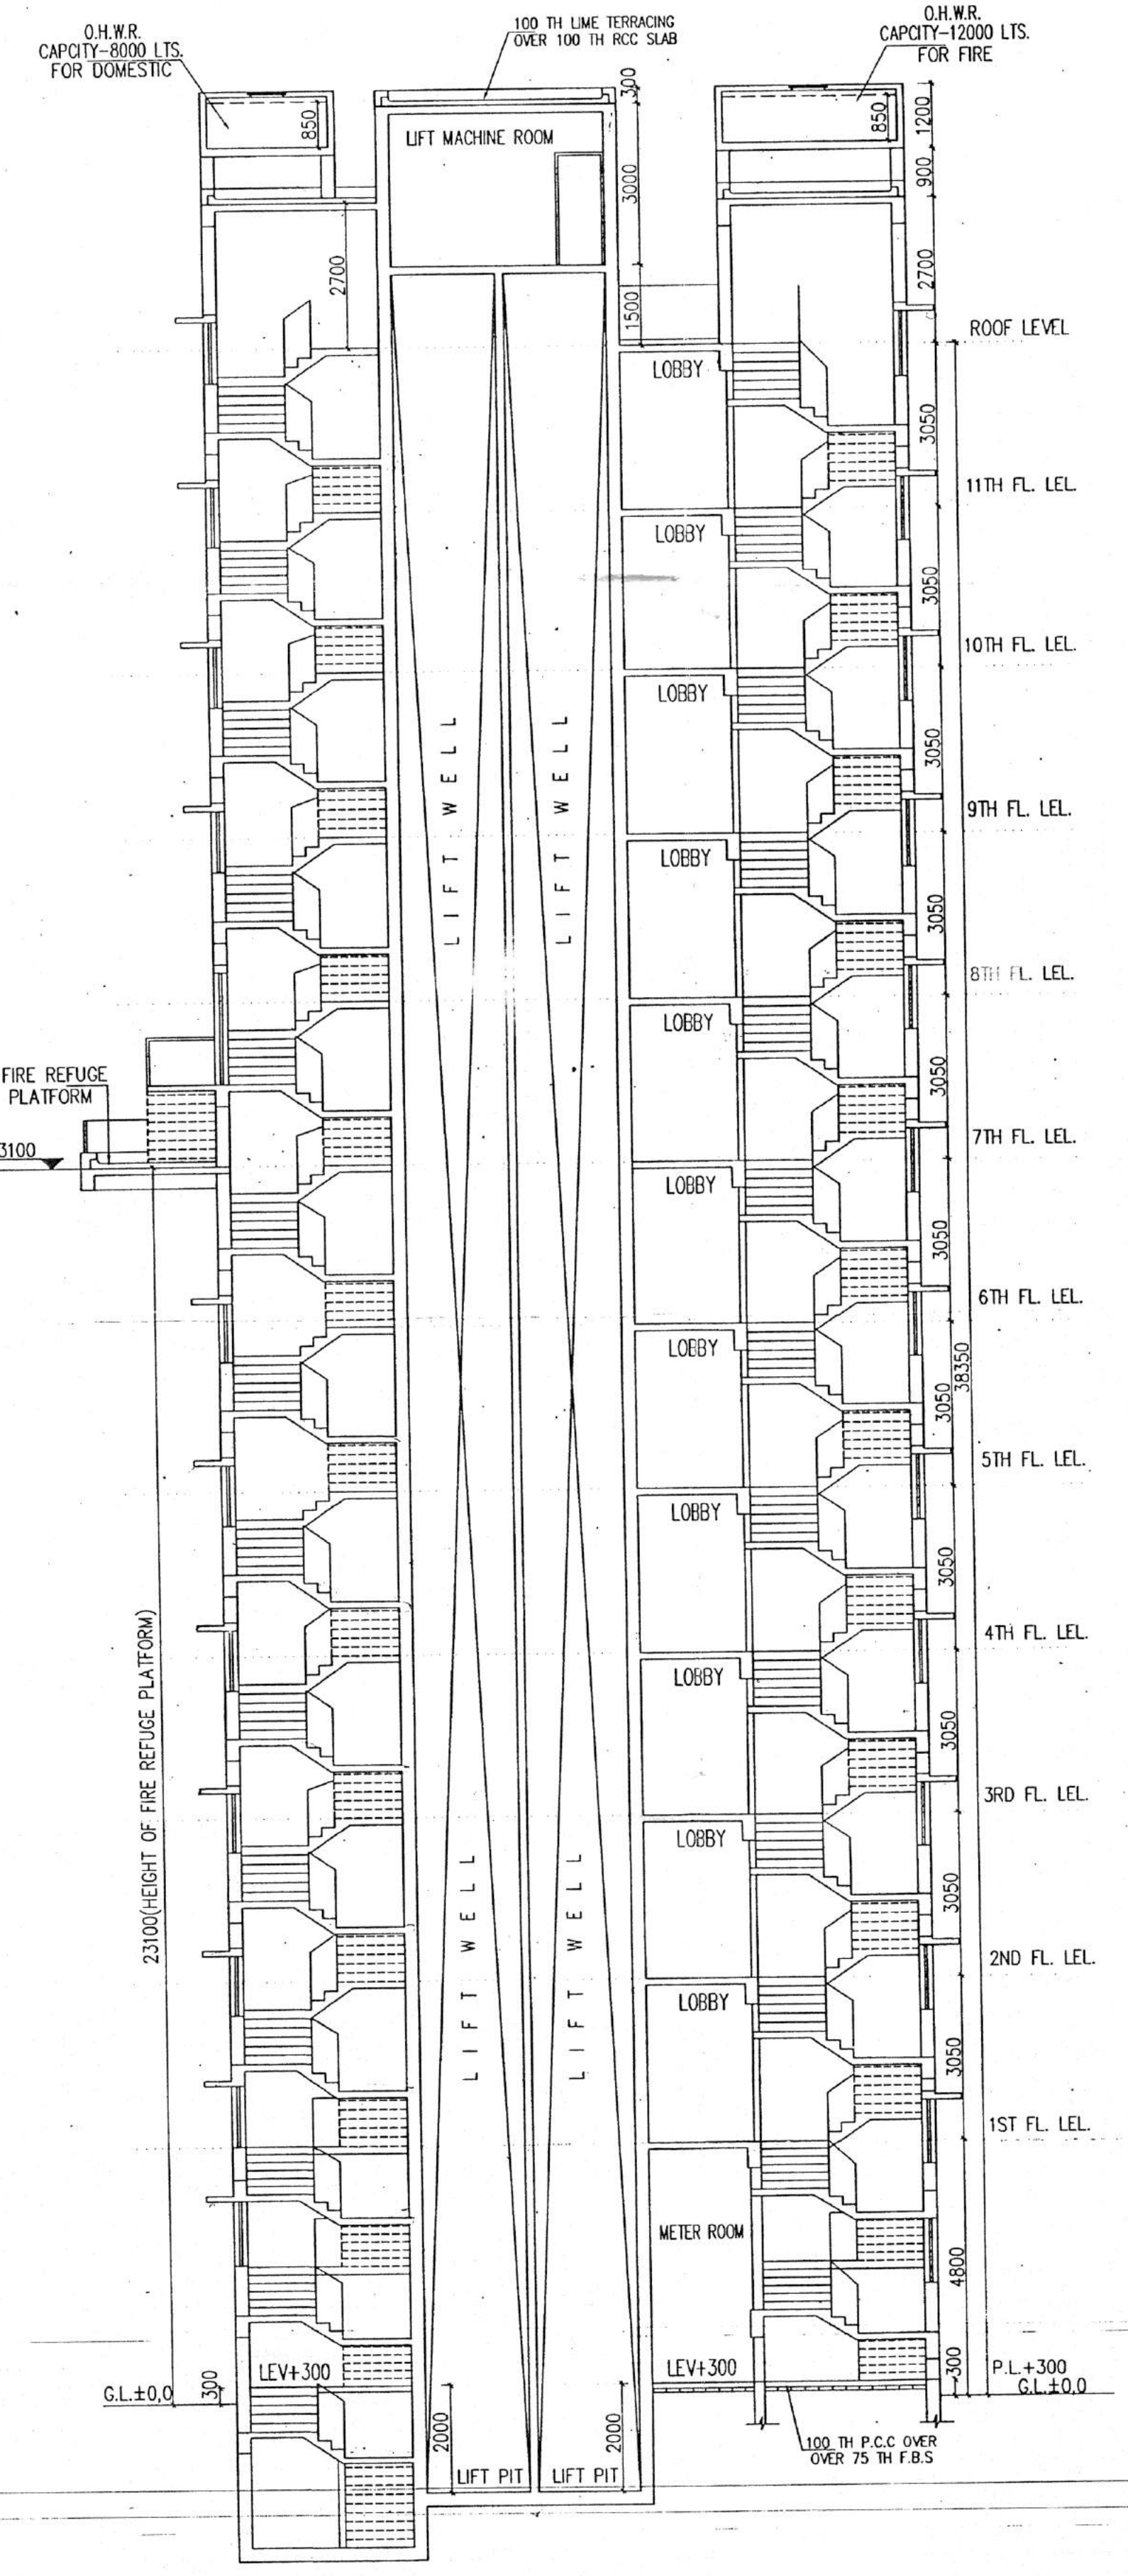 O.H.W.R.
CAPCITY-8000 LTS.
FOR DOMESTIC
100 TH LIME TERRACING
OVER 100 TH RCC SLAB
O.H.W.R.
CAPCITY-12000 LTS.
FOR FIRE
850
LIFT MACHINE ROOM
300
3000
850
1200
900
2700
1500
2700
ROOF LEVEL
LOBBY
3050
11TH FL. LEL.
LOBBY
3050
10TH FL. LEL.
LOBBY
3050
9TH FL. LEL.
LIFT WELL
LIFT WELL
LOBBY
3050
8TH FL. LEL.
LOBBY
3050
FIRE REFUGE
PLATFORM
7TH FL. LEL.
3100
LOBBY
3050
6TH FL. LEL.
LOBBY
3050
38350
5TH FL. LEL.
LOBBY
3050
4TH FL. LEL.
23100(HEIGHT OF FIRE REFUGE PLATFORM)
LOBBY
3050
3RD FL. LEL.
LOBBY
3050
2ND FL. LEL.
LIFT WELL
LIFT WELL
LOBBY
3050
1ST FL. LEL.
METER ROOM
4800
LEV+300
LEV+300
300
P.L.+300
G.L.±0,0
300
G.L.±0,0
2000
2000
100 TH P.C.C OVER
OVER 75 TH F.B.S
LIFT PIT
LIFT PIT